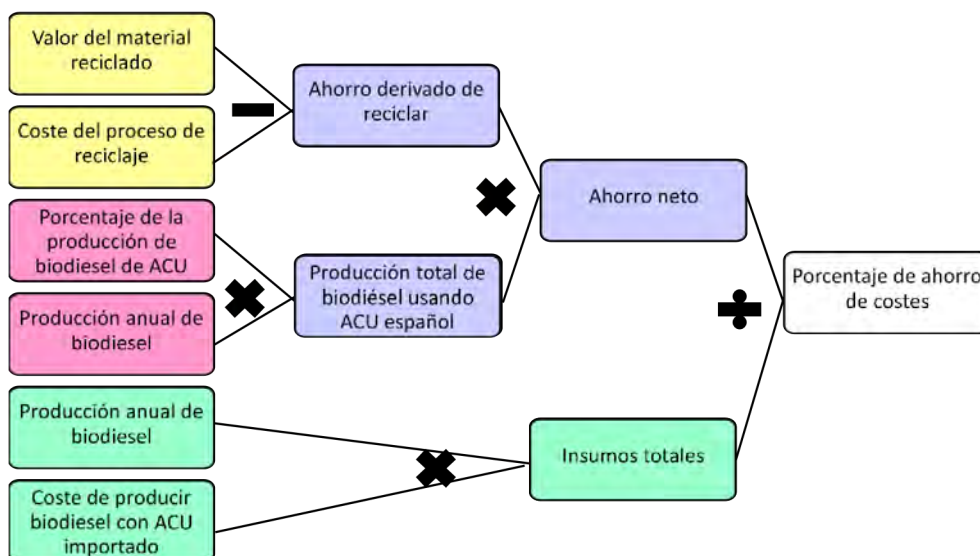 Valor del material
reciclado
Coste del proceso de
reciclaje
Ahorro derivado de
reciclar
Porcentaje de la
producción de
biodiesel de ACU
Producción anual de
biodiesel
Producción total de
biodiésel usando
ACU español
Ahorro neto
Producción anual de
biodiesel
Coste de producir
biodiesel con ACU
importado
Insumos totales
Porcentaje de ahorro
de costes